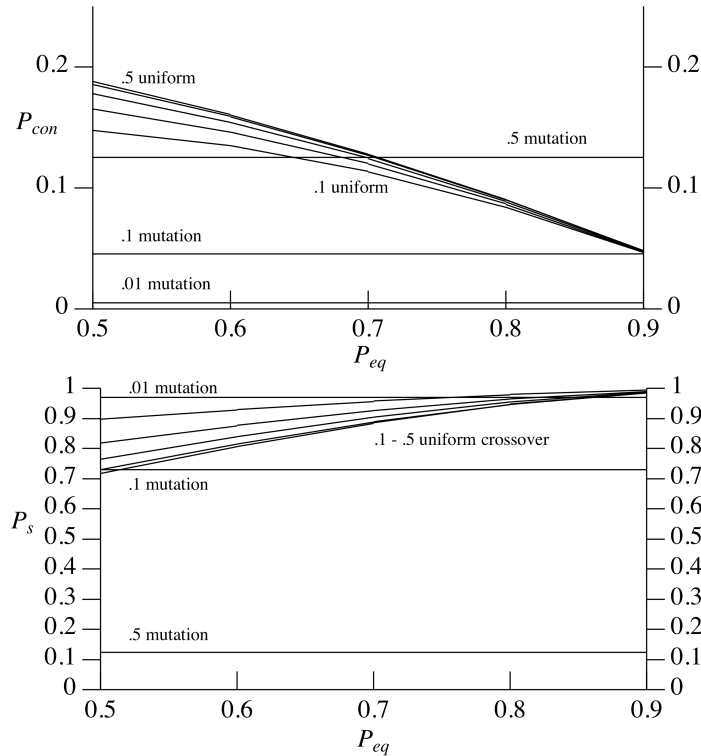 0.2 0.2
.5 uniform
P_con
.5 mutation
0.1 0.1
.1 uniform
.1 mutation
.01 mutation
0 0
0.5 0.6 0.7 0.8 0.9
P_eq
1 1
.01 mutation
0.9 0.9
.1 - .5 uniform crossover
0.8 0.8
0.7 0.7
.1 mutation
0.6 0.6
P_s
0.5 0.5
0.4 0.4
0.3 0.3
0.2 0.2
.5 mutation
0.1 0.1
0 0
0.5 0.6 0.7 0.8 0.9
P_eq